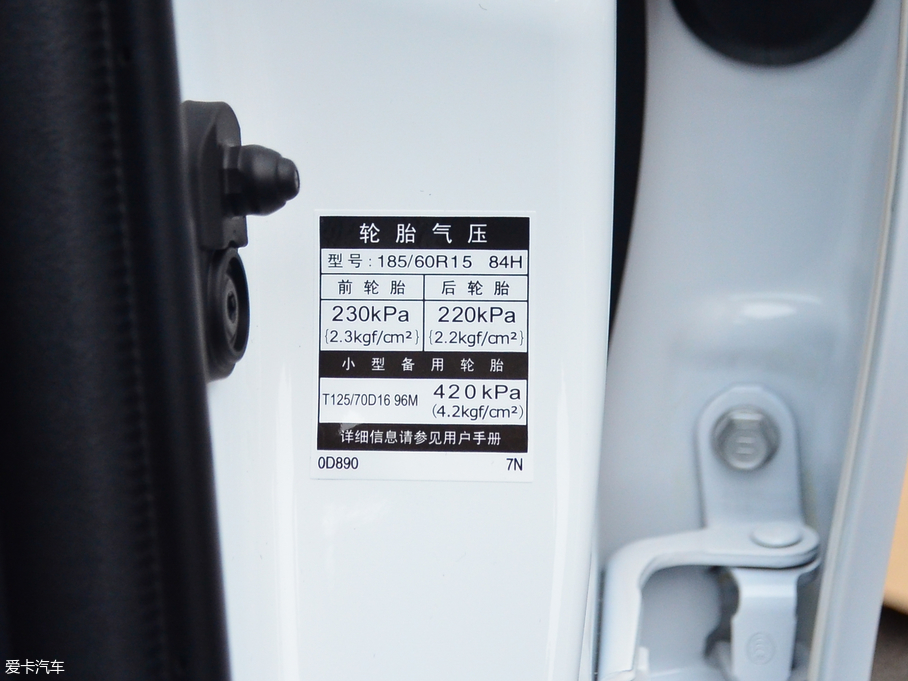 轮胎气压
型号:185/60R15 84H
前轮胎 后轮胎
230kPa 220kPa
{2.3kgf/cm²} {2.2kgf/cm²}
小型备用轮胎
T125/70D16 96M 420kPa
(4.2kgf/cm²)
详细信息请参见用户手册
0D890 7N
爱卡汽车